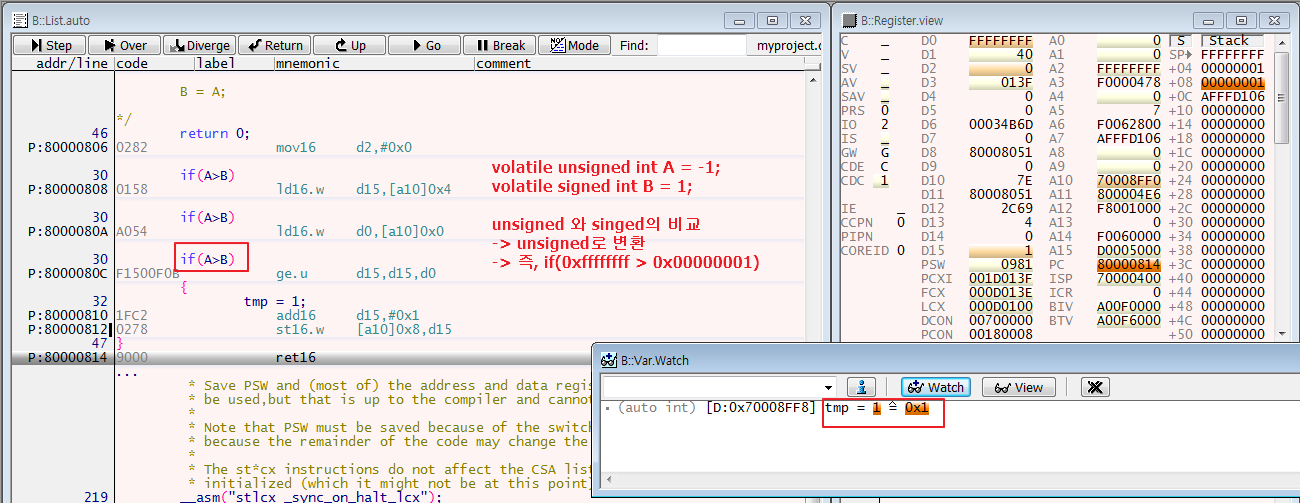 B::List.auto
Step Over Diverge Return Up Go Break Mode Find: myproject.c
addr/line code label mnemonic comment
B = A;
*/
46 return 0;
P:80000806 0282 mov16 d2,#0x0
30 if(A>B)
P:80000808 0158 ld16.w d15,[a10]0x4
30 if(A>B)
P:8000080A A054 ld16.w d0,[a10]0x0
30 if(A>B)
P:8000080C F1500F0B ge.u d15,d15,d0
{
32 tmp = 1;
P:80000810 1FC2 add16 d15,#0x1
P:80000812 0278 st16.w [a10]0x8,d15
47 }
P:80000814 9000 ret16
...
* Save PSW and (most of) the address and data regis
* be used,but that is up to the compiler and cannot
*
* Note that PSW must be saved because of the switch
* because the remainder of the code may change the
*
* The st*cx instructions do not affect the CSA list
* initialized (which it might not be at this point)
219 __asm("stlcx _sync_on_halt_lcx");
volatile unsigned int A = -1;
volatile signed int B = 1;
unsigned 와 singed의 비교
-> unsigned로 변환
-> 즉, if(0xffffffff > 0x00000001)
B::Register.view
C _ D0 FFFFFFFF A0 0 S Stack
V _ D1 40 A1 0 SP FFFFFFFF
SV _ D2 0 A2 FFFFFFFF +04 00000001
AV _ D3 013F A3 F0000478 +08 00000001
SAV _ D4 0 A4 0 +0C AFFFD106
PRS 0 D5 0 A5 7 +10 00000000
IO 2 D6 00034B6D A6 F0062800 +14 00000000
IS _ D7 0 A7 AFFFD106 +18 00000000
GW G D8 80008051 A8 0 +1C 00000000
CDE C D9 0 A9 0 +20 00000000
CDC 1 D10 7E A10 70008FF0 +24 00000000
D11 80008051 A11 800004E6 +28 00000000
IE _ D12 2C69 A12 F8001000 +2C 00000000
CCPN 0 D13 4 A13 0 +30 00000000
PIPN D14 0 A14 F0060000 +34 00000000
COREID 0 D15 1 A15 D0005000 +38 00000000
PSW 0981 PC 80000814 +3C 00000000
PCXI 001D013F ISP 70000400 +40 00000000
FCX 000D013E ICR 0 +44 00000000
LCX 000D0100 BIV A00F0000 +48 00000000
DCON 00700000 BTV A00F6000 +4C 00000000
PCON 00180008 +50 00000000
B::Var.Watch
Watch View
(auto int) [D:0x70008FF8] tmp = 1 ≙ 0x1